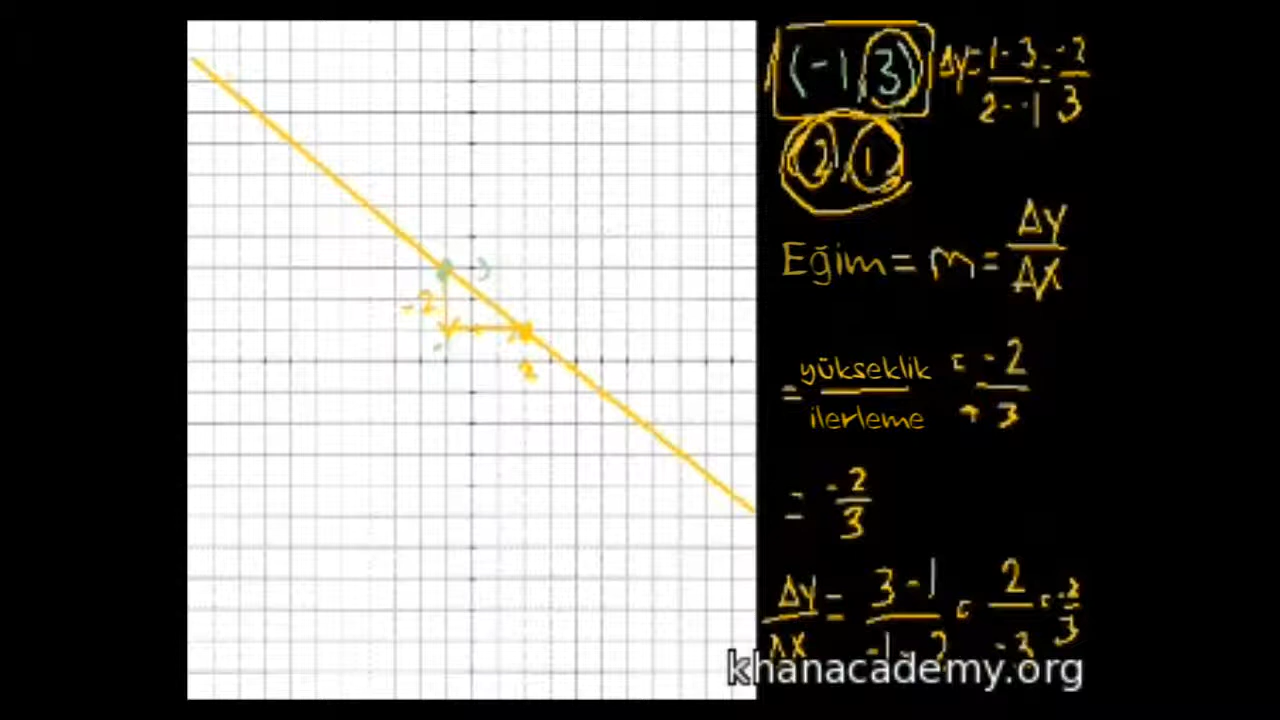 (-1,3) Δy= 1-3 / 2--1 = -2 / 3
2,1
Eğim = m = Δy / Δx
-2
2
= yükseklik / ilerleme = -2 / +3
= -2 / 3
Δy / Δx = 3-1 / -1-2 = 2 / -3 = -2 / 3
khanacademy.org